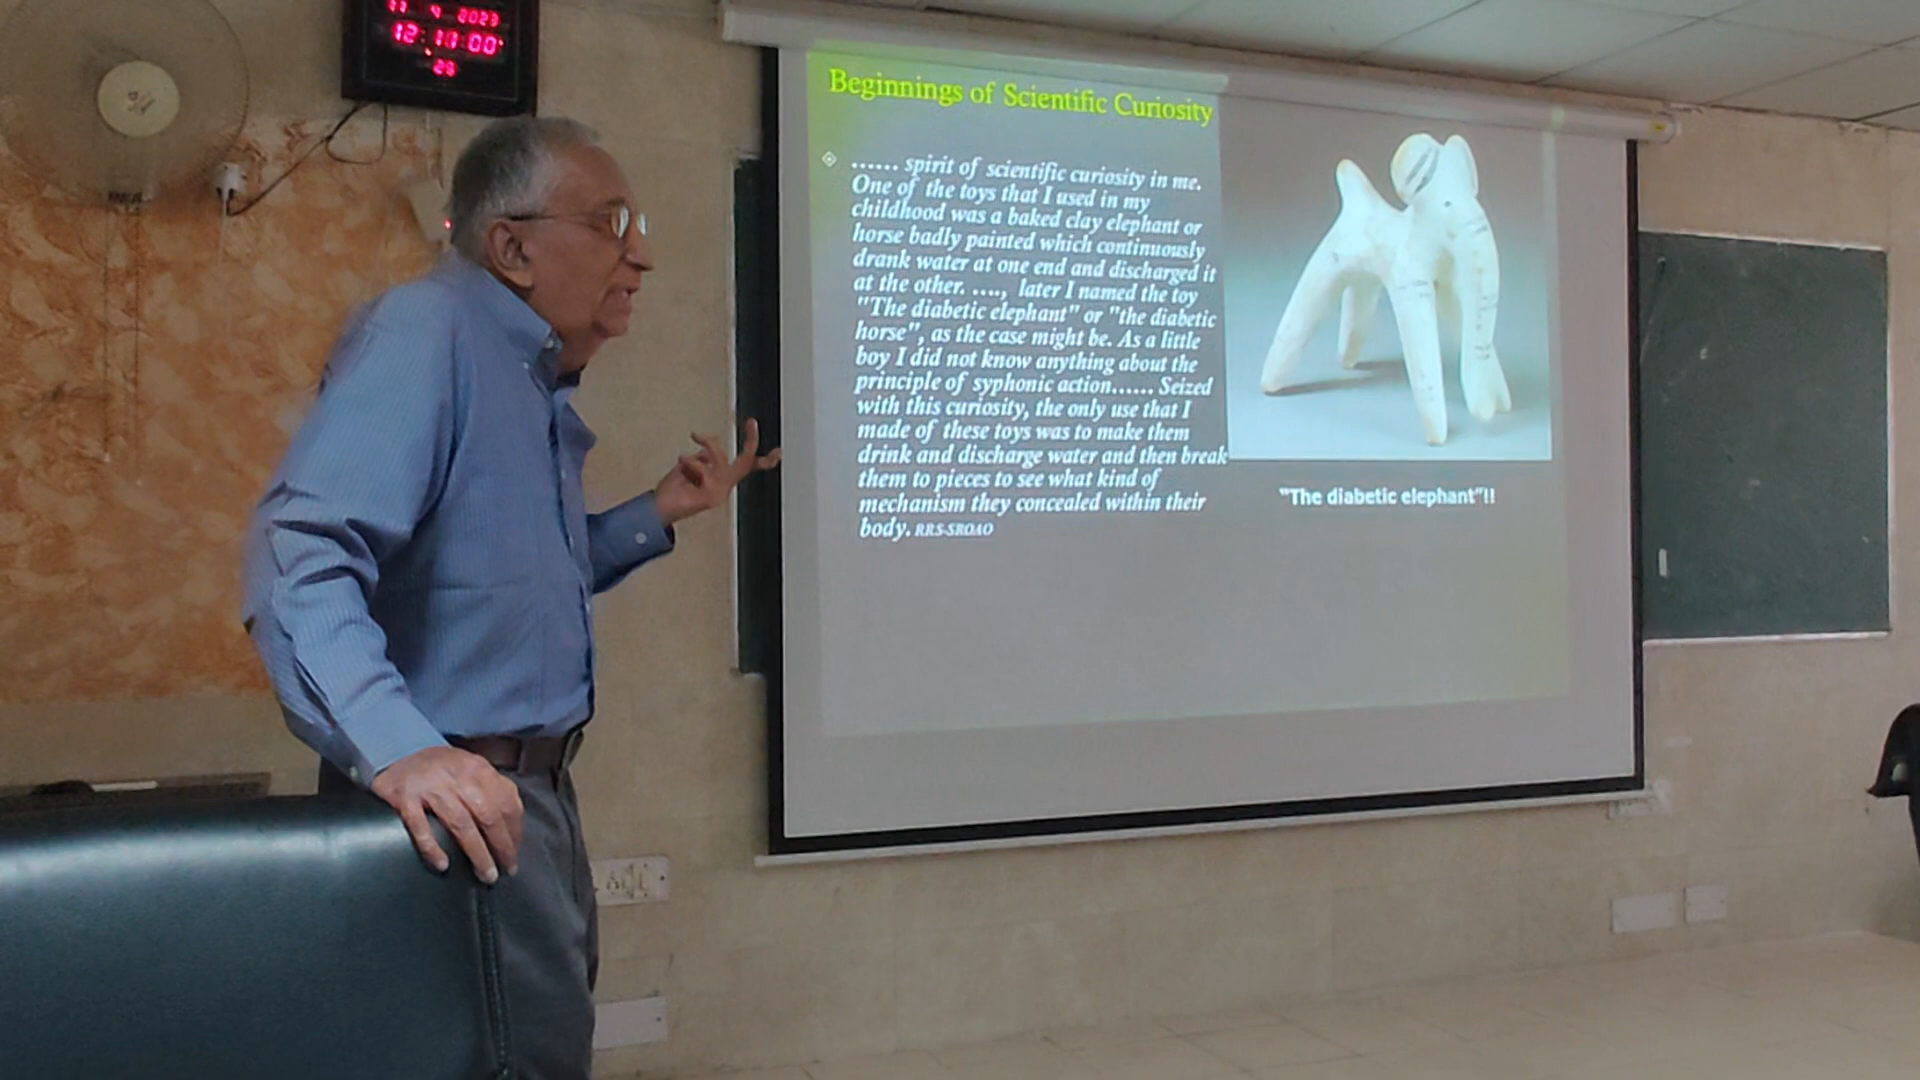 4 2023
Beginnings of Scientific Curiosity
...... spirit of scientific curiosity in me.
One of the toys that I used in my
childhood was a baked clay elephant or
horse badly painted which continuously
drank water at one end and discharged it
at the other. ...., later I named the toy
"The diabetic elephant" or "the diabetic
horse", as the case might be. As a little
boy I did not know anything about the
principle of syphonic action...... Seized
with this curiosity, the only use that I
made of these toys was to make them
drink and discharge water and then break
them to pieces to see what kind of
mechanism they concealed within their
body. RRS-SROAO
"The diabetic elephant"!!